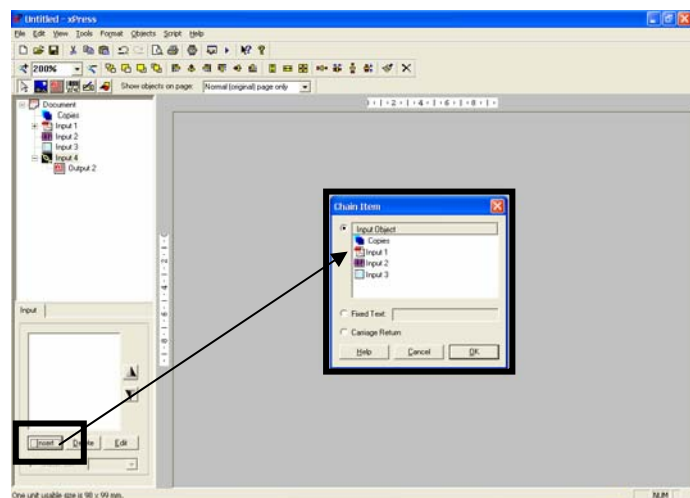 Untitled - xPress
File Edit View Tools Format Objects Script Help
200% Show objects on page: Normal (original) page only
Document
Copies
Input 1
Input 2
Input 3
Input 4
Output 2
Input
Insert Delete Edit
Chain Item
Input Object
Copies
Input 1
Input 2
Input 3
Fixed Text:
Carriage Return
Help Cancel OK
One unit usable size is 98 x 99 mm.
NUM